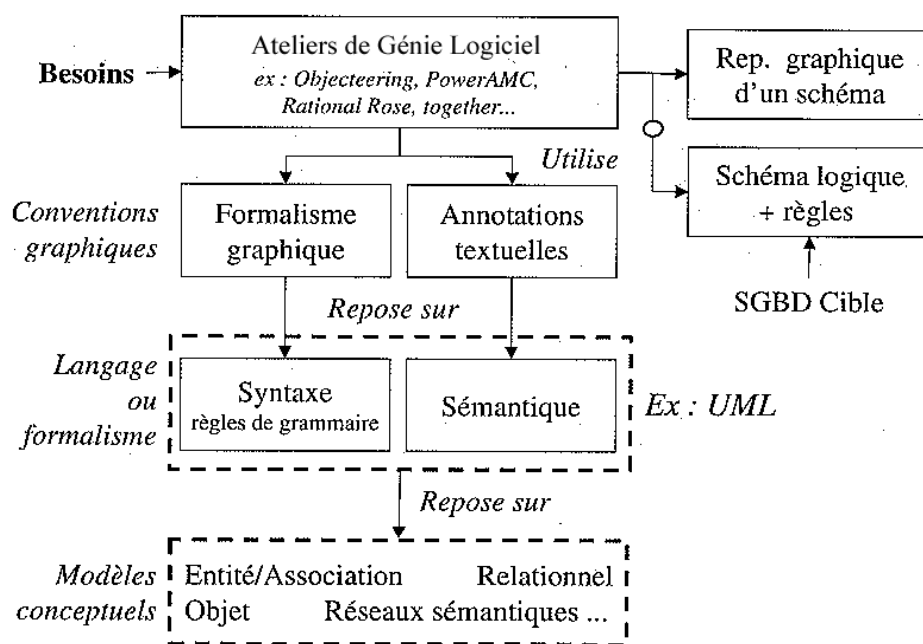 Ateliers de Génie Logiciel
ex : Objecteering, PowerAMC,
Rational Rose, together...
Besoins
Rep. graphique
d'un schéma
Utilise
Schéma logique
+ règles
SGBD Cible
Conventions
graphiques
Formalisme
graphique
Annotations
textuelles
Repose sur
Langage
ou
formalisme
Syntaxe
règles de grammaire
Sémantique
Ex : UML
Repose sur
Modèles
conceptuels
Entité/Association Relationnel
Objet Réseaux sémantiques ...